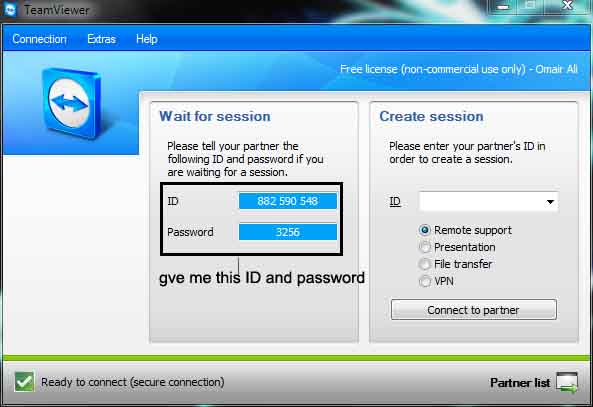 TeamViewer
Connection Extras Help
Free license (non-commercial use only) - Omair Ali
Wait for session
Please tell your partner the
following ID and password if you
are waiting for a session.
ID 882 590 548
Password 3256
gve me this ID and password
Create session
Please enter your partner's ID in
order to create a session.
ID
Remote support
Presentation
File transfer
VPN
Connect to partner
Ready to connect (secure connection)
Partner list